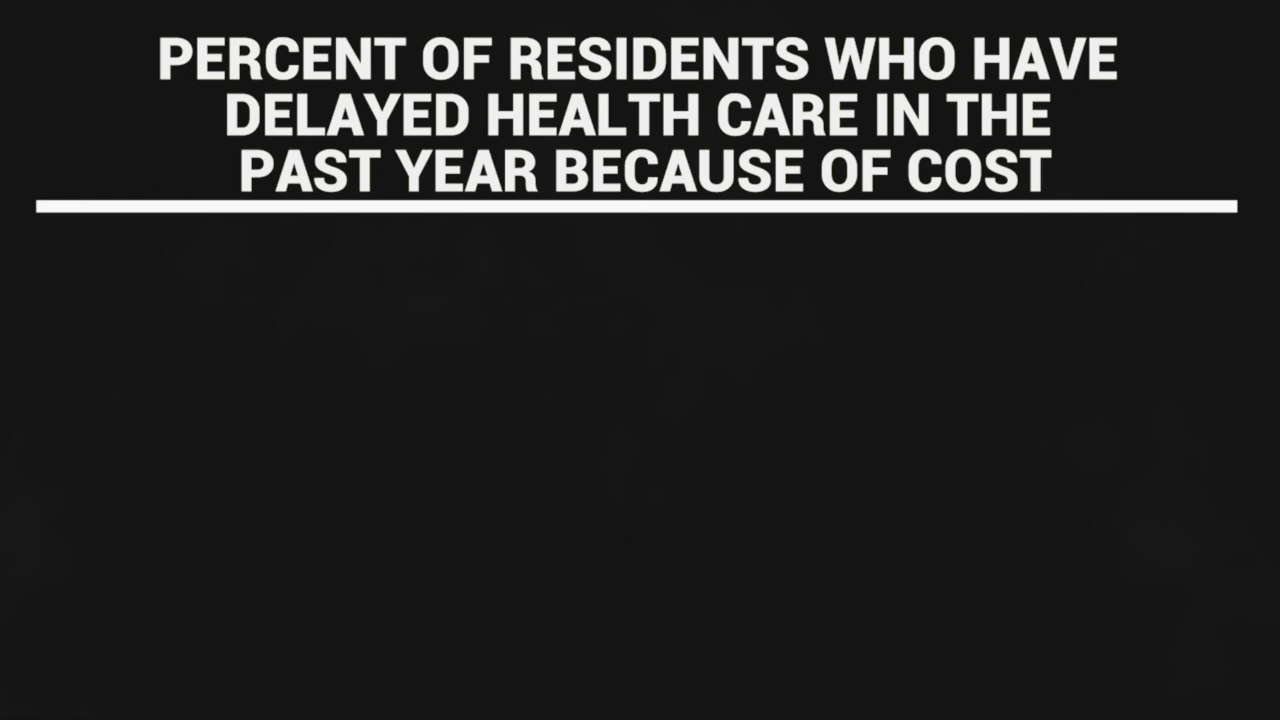 PERCENT OF RESIDENTS WHO HAVE
DELAYED HEALTH CARE IN THE
PAST YEAR BECAUSE OF COST